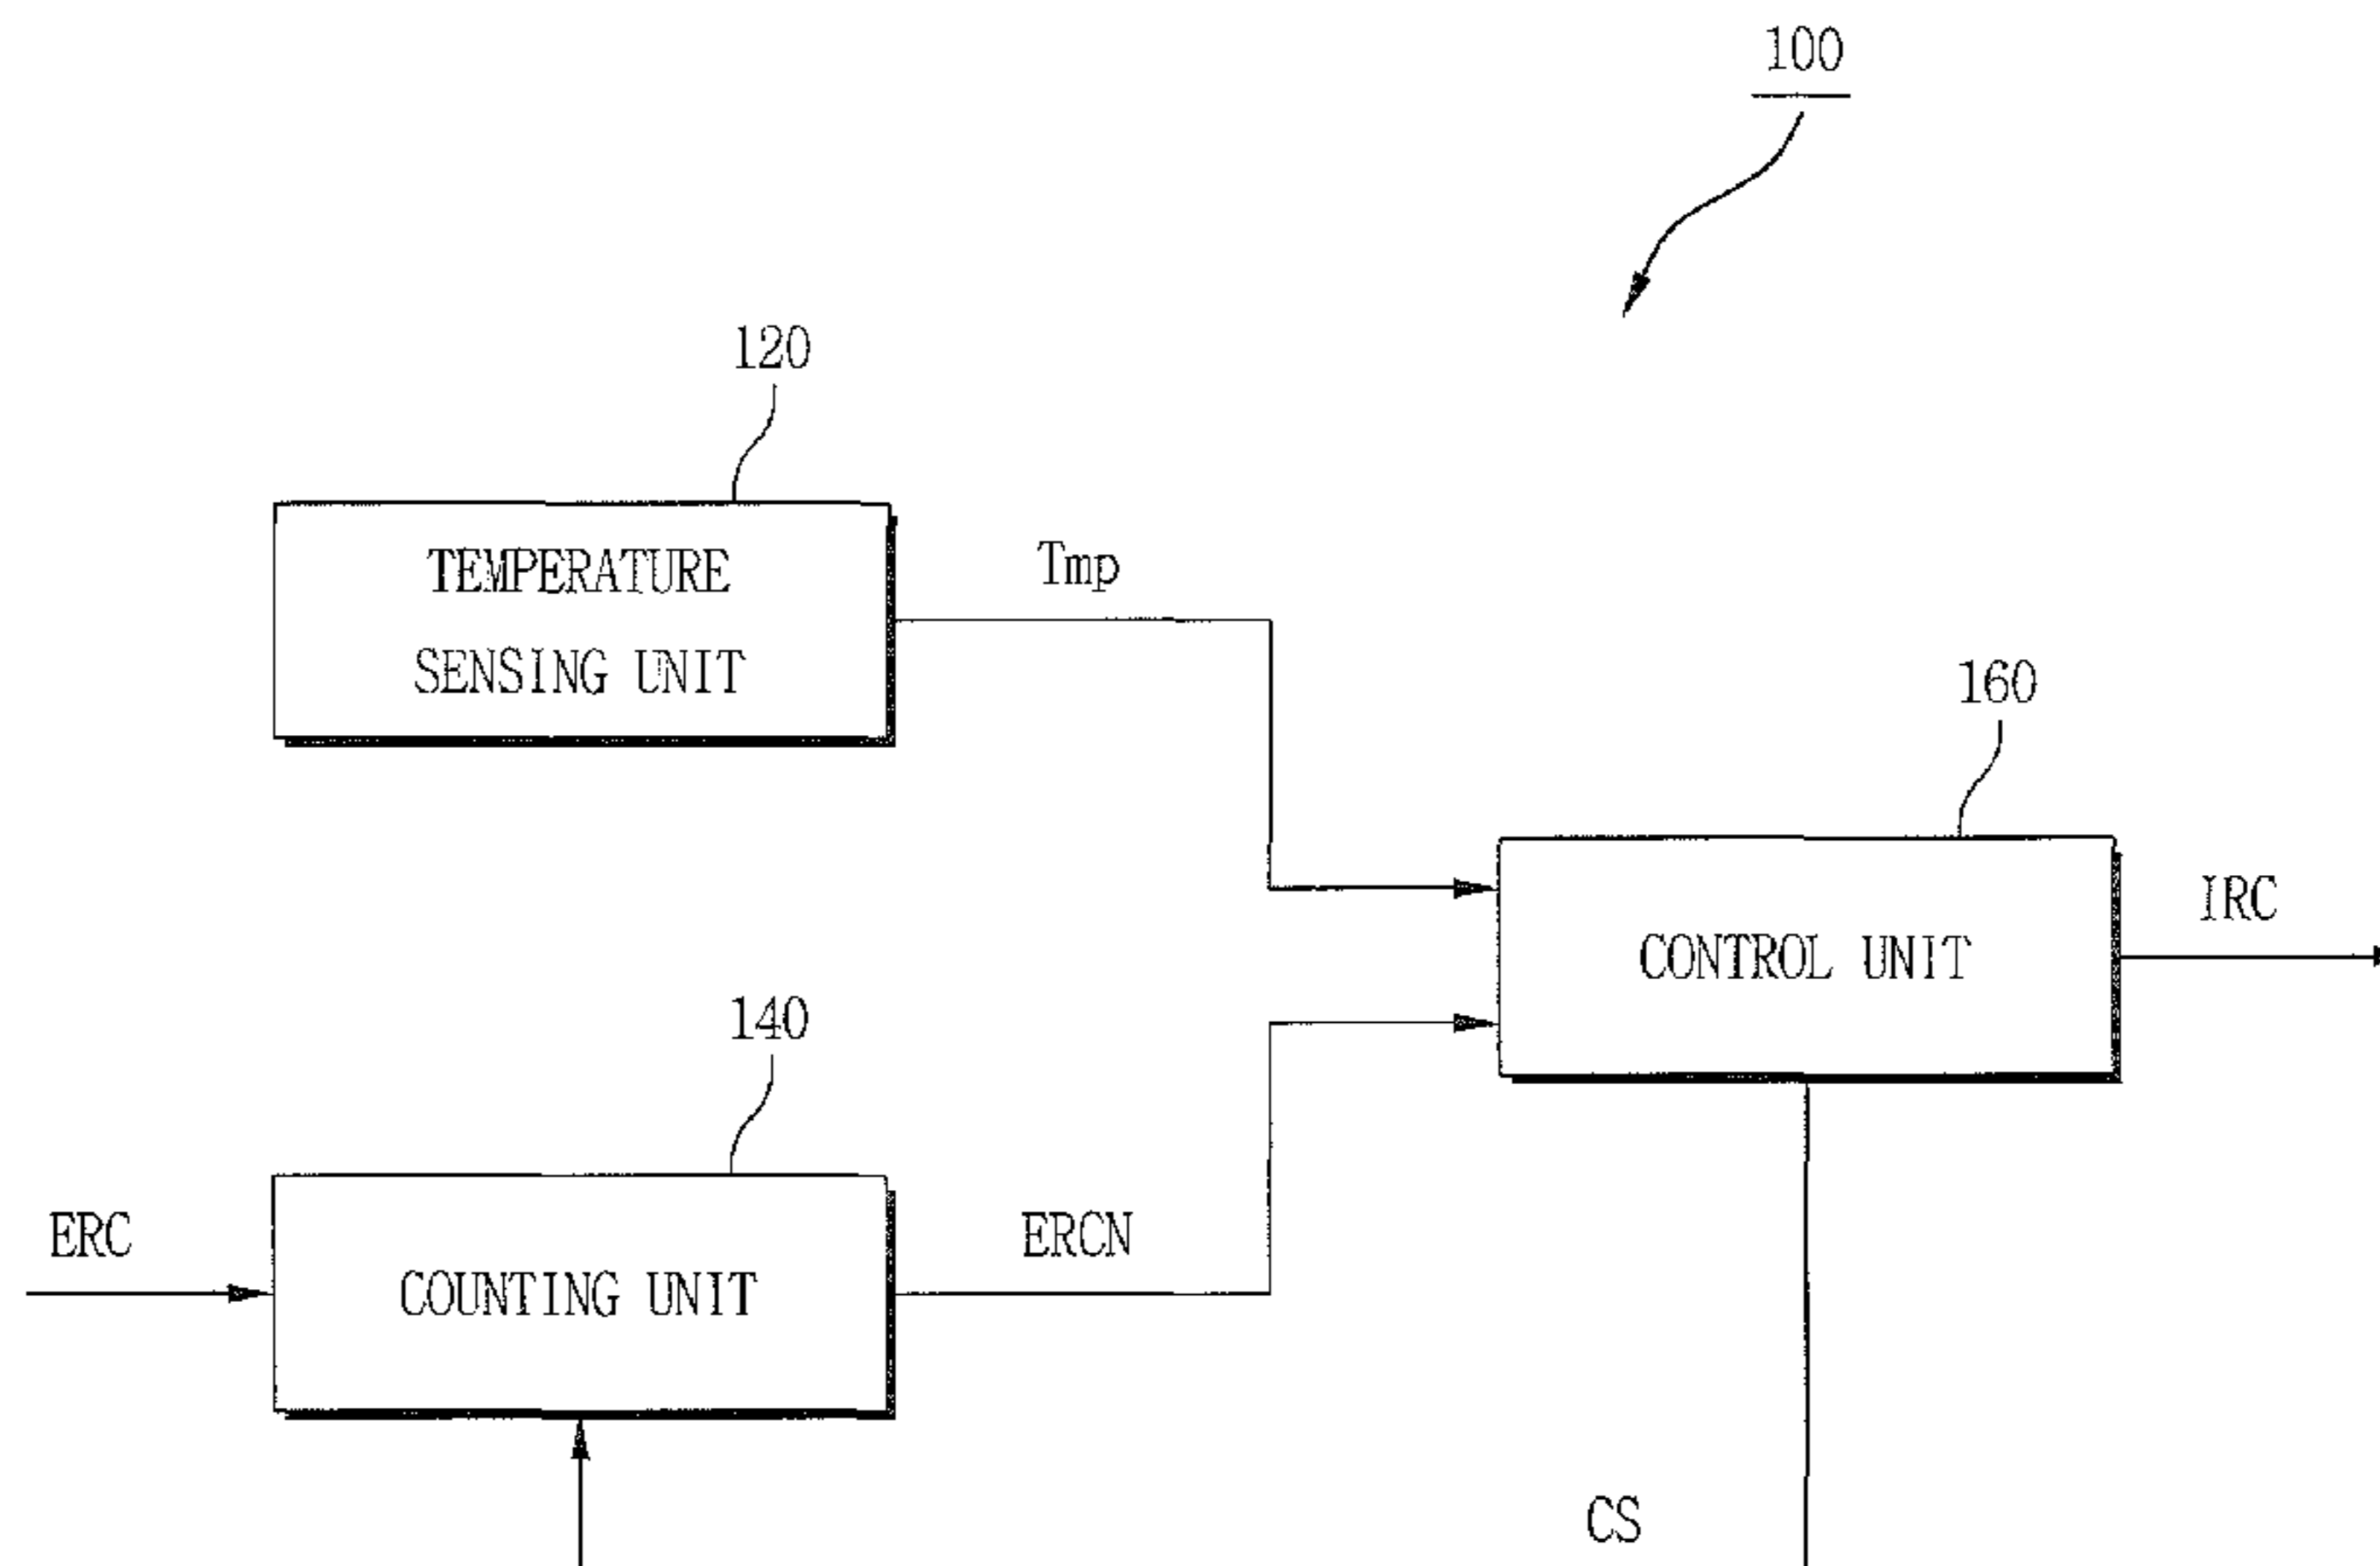 100
120
TEMPERATURE
SENSING UNIT
Tmp
160
CONTROL UNIT
IRC
140
ERC
COUNTING UNIT
ERCN
CS